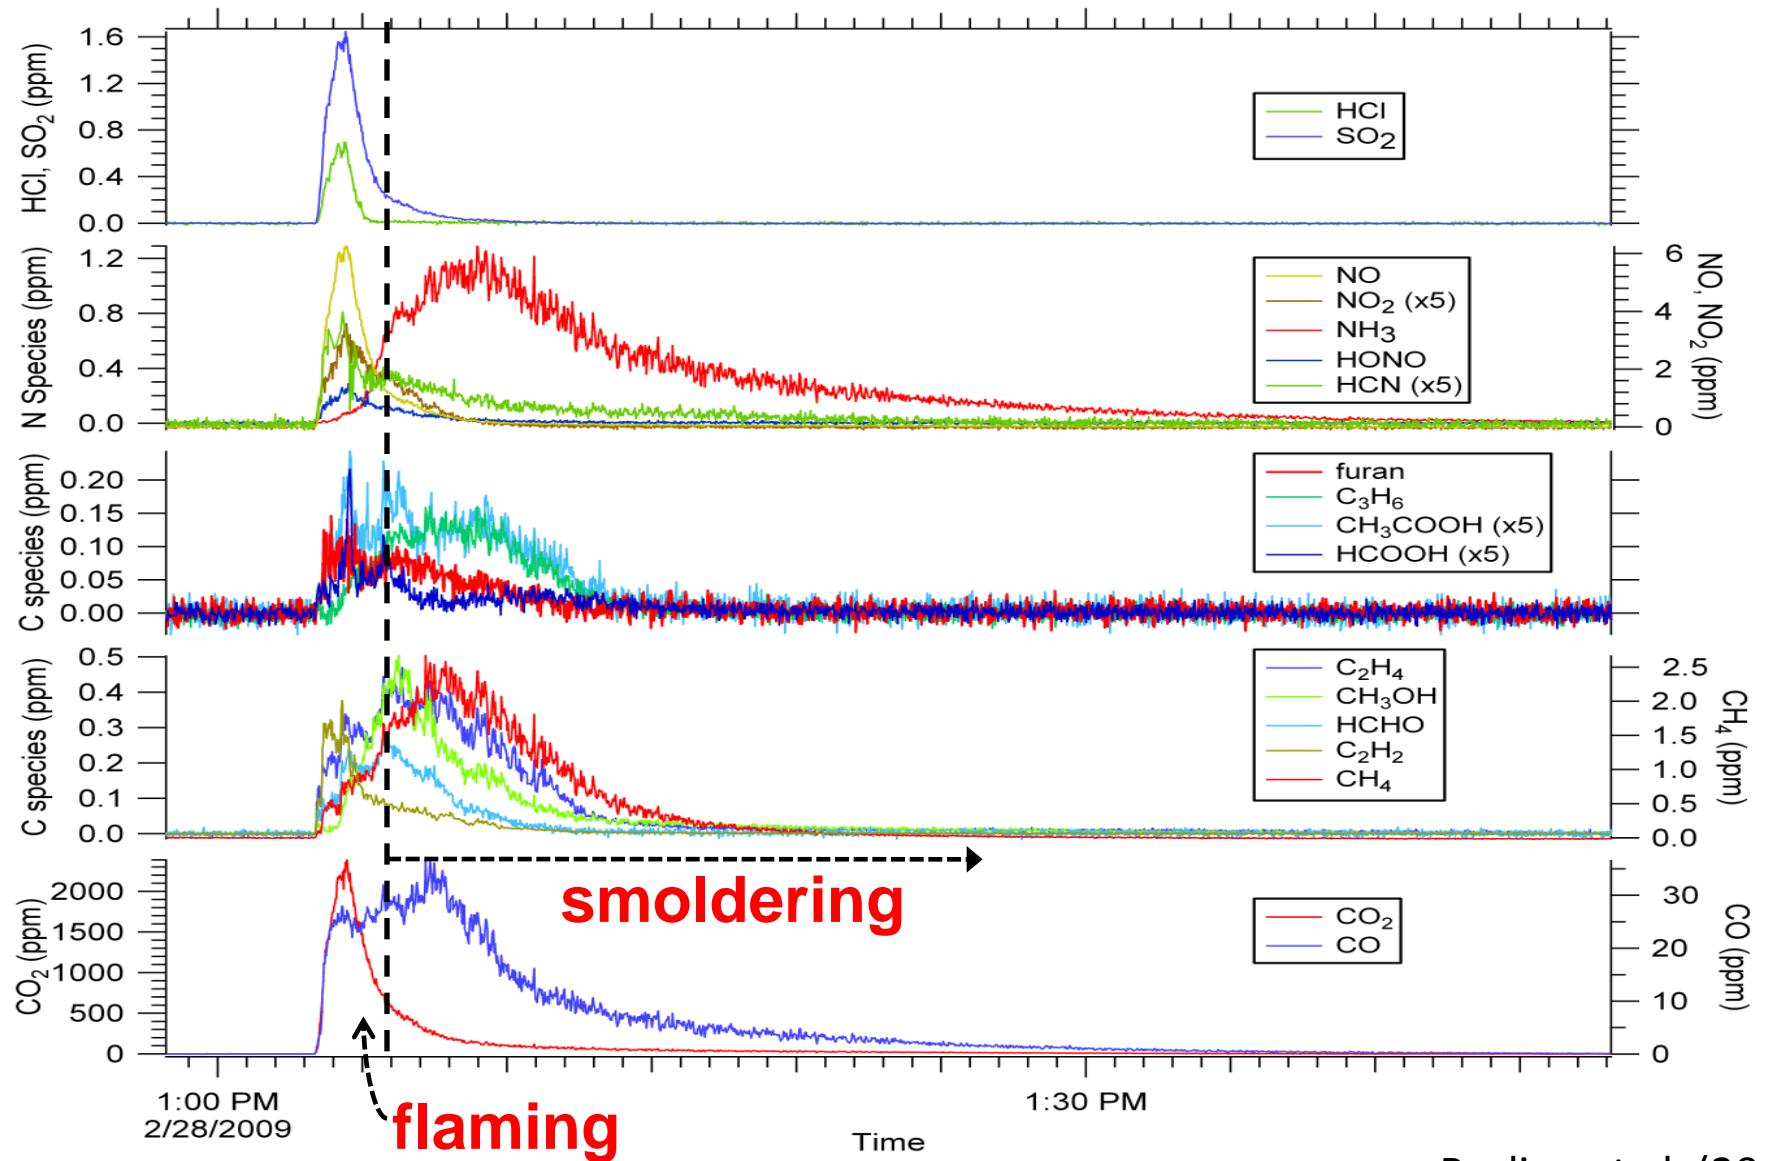 HCl, SO2 (ppm)
1.6
1.2
0.8
0.4
0.0
HCl
SO2
N Species (ppm)
1.2
0.8
0.4
0.0
NO
NO2 (x5)
NH3
HONO
HCN (x5)
6
4
2
0
NO, NO2 (ppm)
C species (ppm)
0.20
0.15
0.10
0.05
0.00
furan
C3H6
CH3COOH (x5)
HCOOH (x5)
C species (ppm)
0.5
0.4
0.3
0.2
0.1
0.0
C2H4
CH3OH
HCHO
C2H2
CH4
2.5
2.0
1.5
1.0
0.5
0.0
CH4 (ppm)
CO2 (ppm)
2000
1500
1000
500
0
smoldering
CO2
CO
30
20
10
0
CO (ppm)
1:00 PM
2/28/2009
flaming
1:30 PM
Time